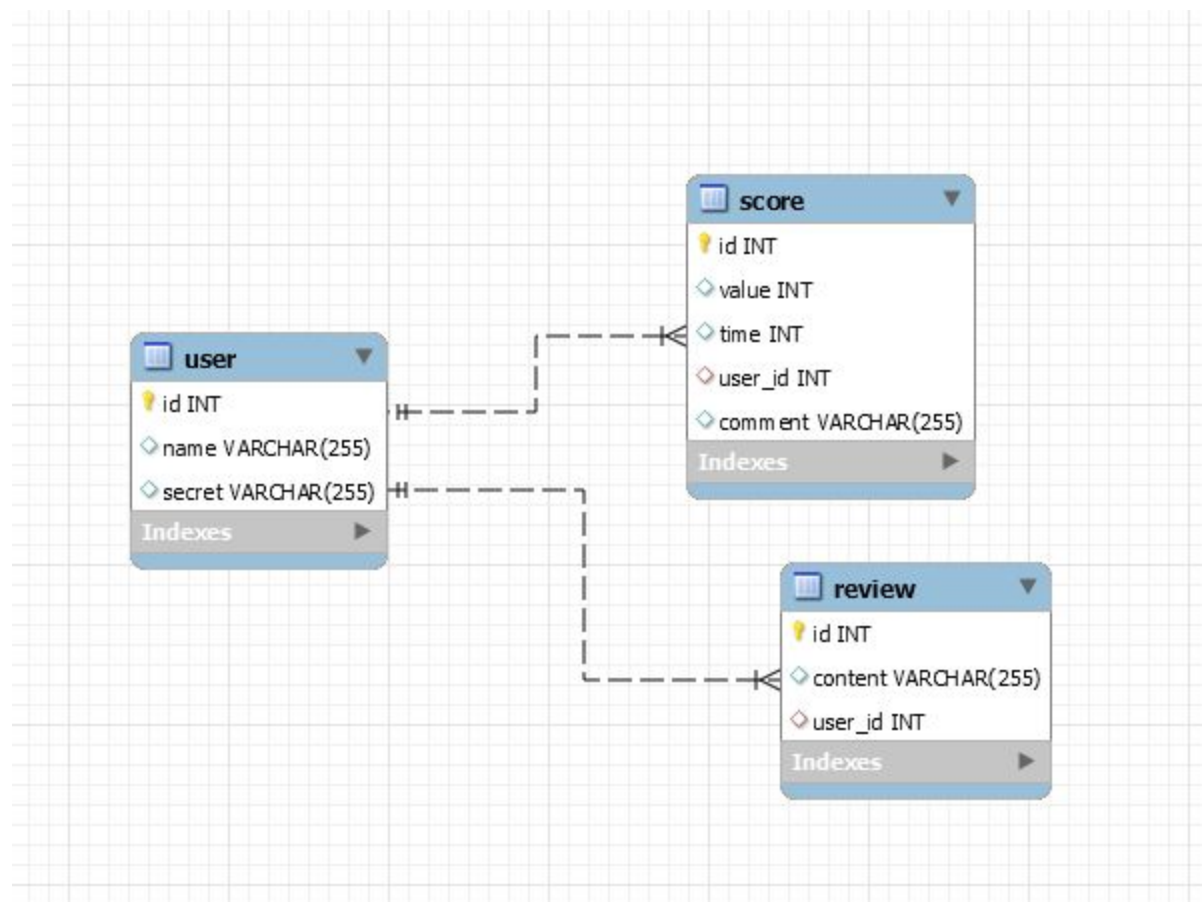 user
id INT
name VARCHAR(255)
secret VARCHAR(255)
Indexes
score
id INT
value INT
time INT
user_id INT
comment VARCHAR(255)
Indexes
review
id INT
content VARCHAR(255)
user_id INT
Indexes